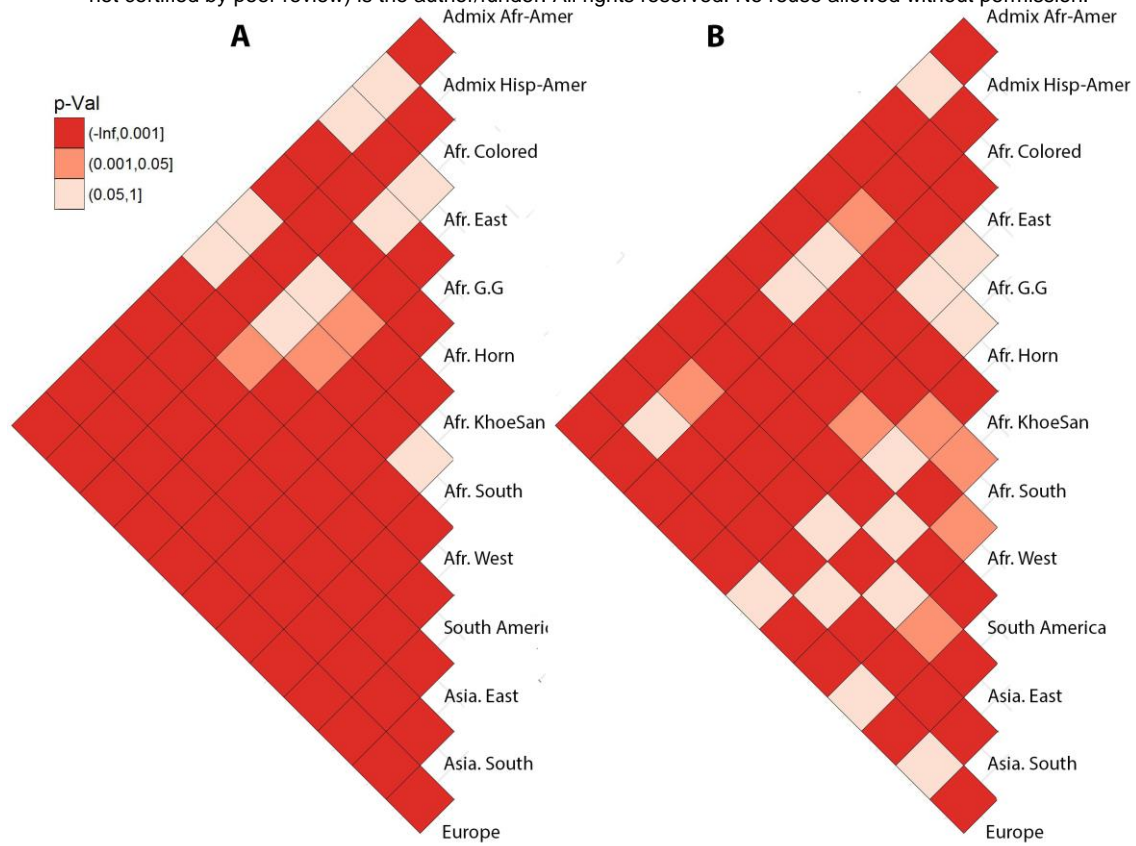 not certified by peer review) is the author/funder. All rights reserved. No reuse allowed without permission.
A
Admix Afr-Amer
Admix Hisp-Amer
Afr. Colored
Afr. East
Afr. G.G
Afr. Horn
Afr. KhoeSan
Afr. South
Afr. West
South Ameri
Asia. East
Asia. South
Europe
p-Val
(-Inf,0.001]
(0.001,0.05]
(0.05,1]
B
Admix Afr-Amer
Admix Hisp-Amer
Afr. Colored
Afr. East
Afr. G.G
Afr. Horn
Afr. KhoeSan
Afr. South
Afr. West
South America
Asia. East
Asia. South
Europe